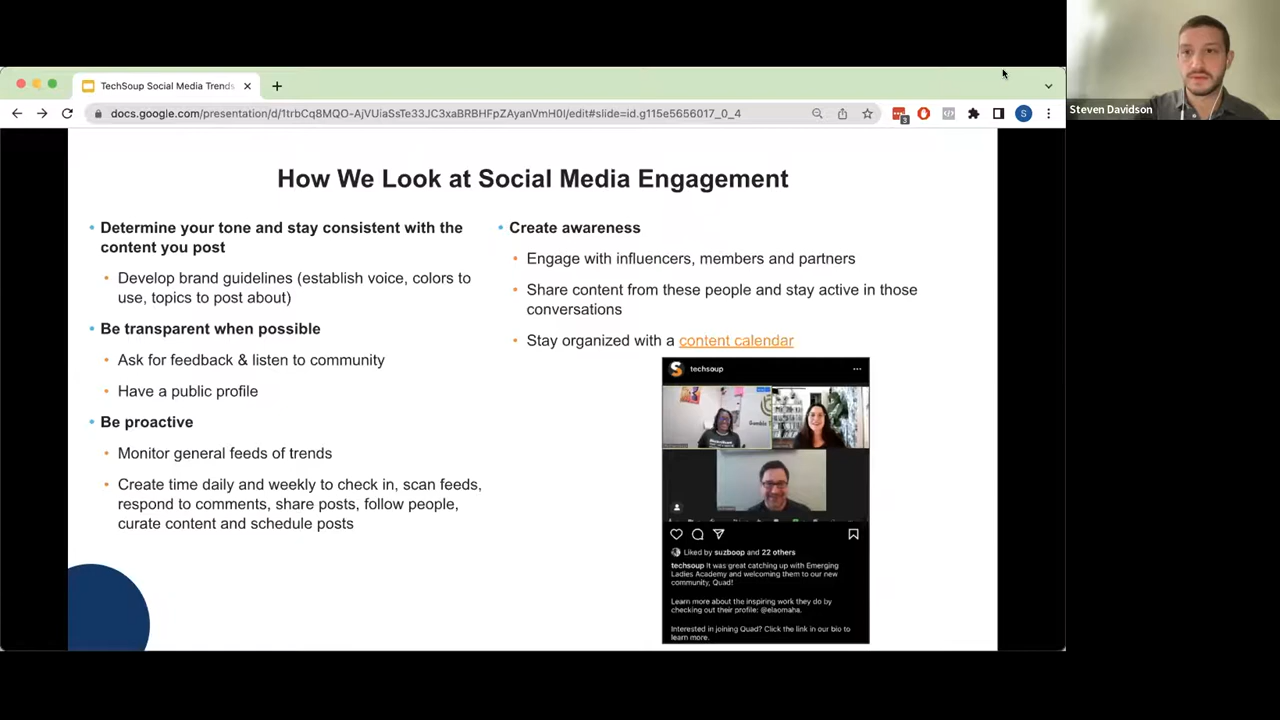 Steven Davidson
TechSoup Social Media Trends
docs.google.com/presentation/d/1trbCq8MQO-AjVUiaSsTe33JC3xaBRBHFpZAyanVmH0I/edit#slide=id.g115e5656017_0_4
3
S
How We Look at Social Media Engagement
• Determine your tone and stay consistent with the
content you post
• Develop brand guidelines (establish voice, colors to
use, topics to post about)
• Be transparent when possible
• Ask for feedback & listen to community
• Have a public profile
• Be proactive
• Monitor general feeds of trends
• Create time daily and weekly to check in, scan feeds,
respond to comments, share posts, follow people,
curate content and schedule posts
• Create awareness
• Engage with influencers, members and partners
• Share content from these people and stay active in those
conversations
• Stay organized with a content calendar
techsoup
Liked by suzboop and 22 others
techsoup It was great catching up with Emerging
Ladies Academy and welcoming them to our new
community, Quad!
Learn more about the inspiring work they do by
checking out their profile: @elaomaha.
Interested in joining Quad? Click the link in our bio to
learn more.